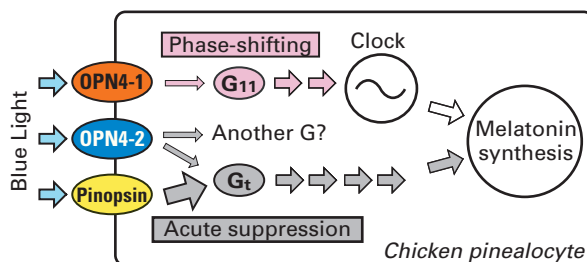 Phase-shifting
Clock
Blue Light
OPN4-1
G11
OPN4-2
Another G?
Melatonin
synthesis
Pinopsin
Gt
Acute suppression
Chicken pinealocyte